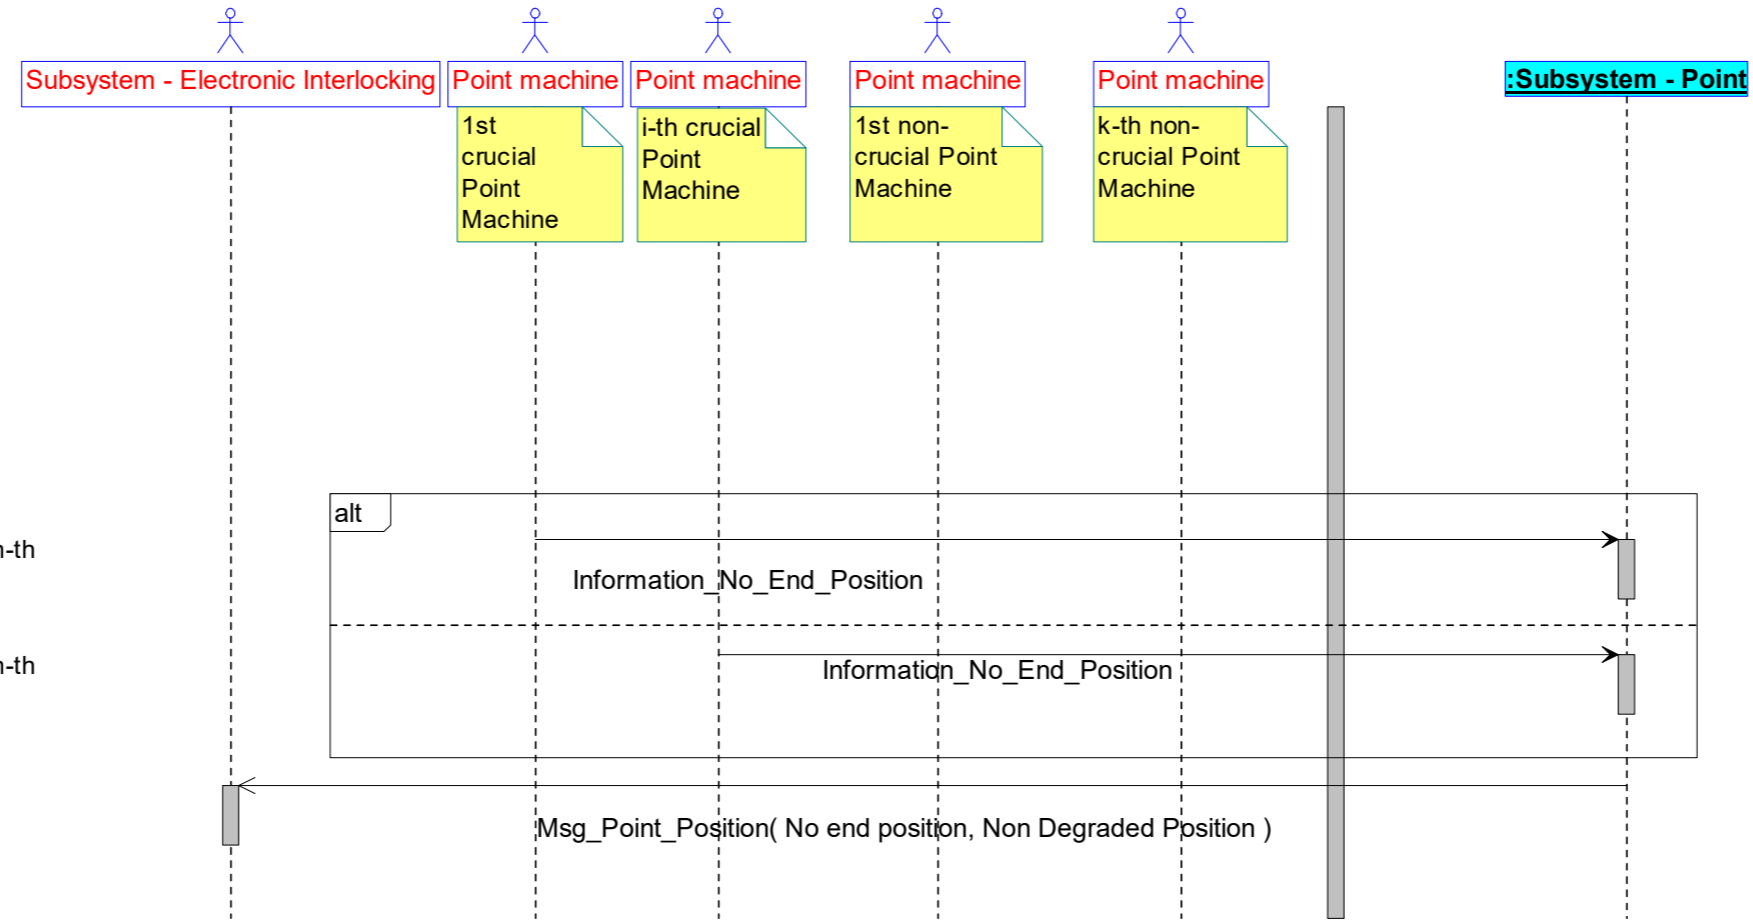 Subsystem - Electronic Interlocking
Point machine
Point machine
Point machine
Point machine
:Subsystem - Point
1st
crucial
Point
Machine
i-th crucial
Point
Machine
1st non-
crucial Point
Machine
k-th non-
crucial Point
Machine
alt
-th
Information_No_End_Position
-th
Information_No_End_Position
Msg_Point_Position( No end position, Non Degraded Position )